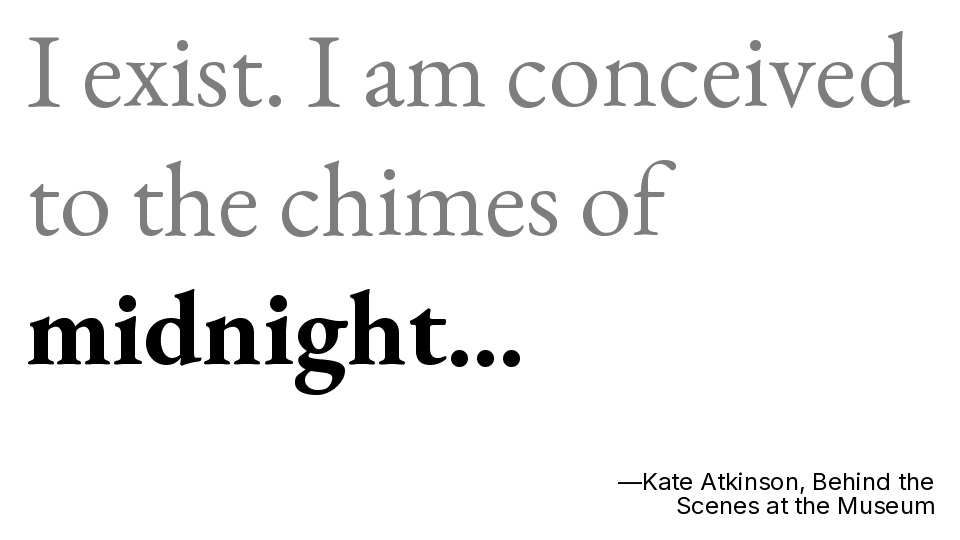 I exist. I am conceived
to the chimes of
midnight...
—Kate Atkinson, Behind the
Scenes at the Museum